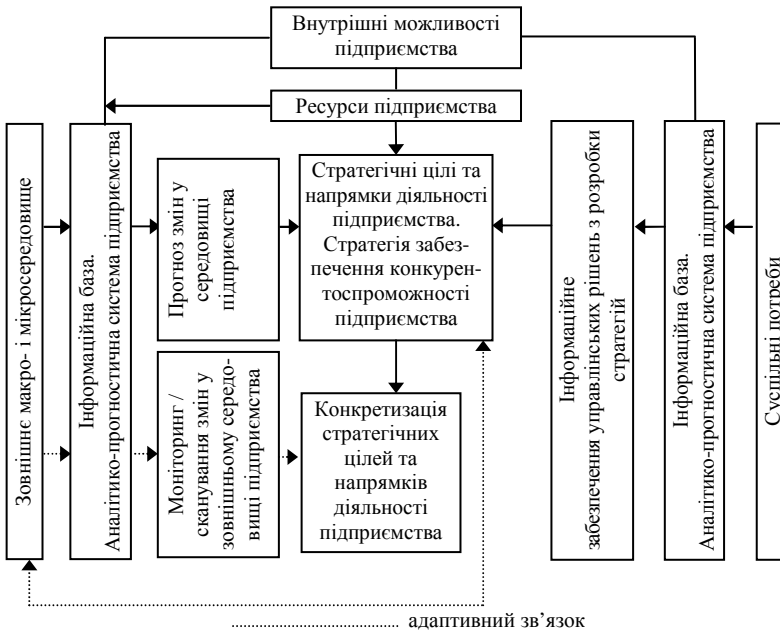 Внутрішні можливості
підприємства
Ресурси підприємства
Зовнішнє макро- і мікросередовище
Інформаційна база.
Аналітико-прогностична система підприємства
Прогноз змін у
середовищі
підприємства
Моніторинг /
сканування змін у
зовнішньому середо-
вищі підприємства
Стратегічні цілі та
напрямки діяльності
підприємства.
Стратегія забез-
печення конкурен-
тоспроможності
підприємства
Конкретизація
стратегічних
цілей та
напрямків
діяльності
підприємства
Інформаційне
забезпечення управлінських рішень з розробки
стратегій
Інформаційна база.
Аналітико-прогностична система підприємства
Суспільні потреби
адаптивний зв’язок